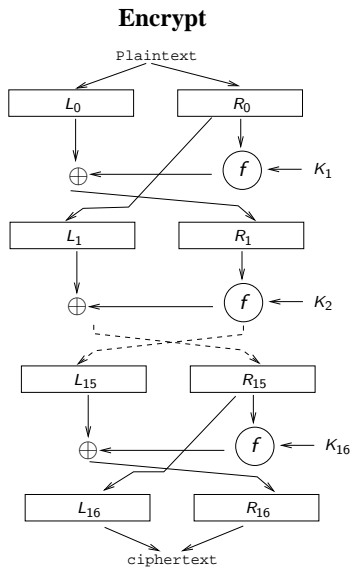 Encrypt
Plaintext
L₀ R₀
⊕ f K₁
L₁ R₁
⊕ f K₂
L₁₅ R₁₅
⊕ f K₁₆
L₁₆ R₁₆
ciphertext